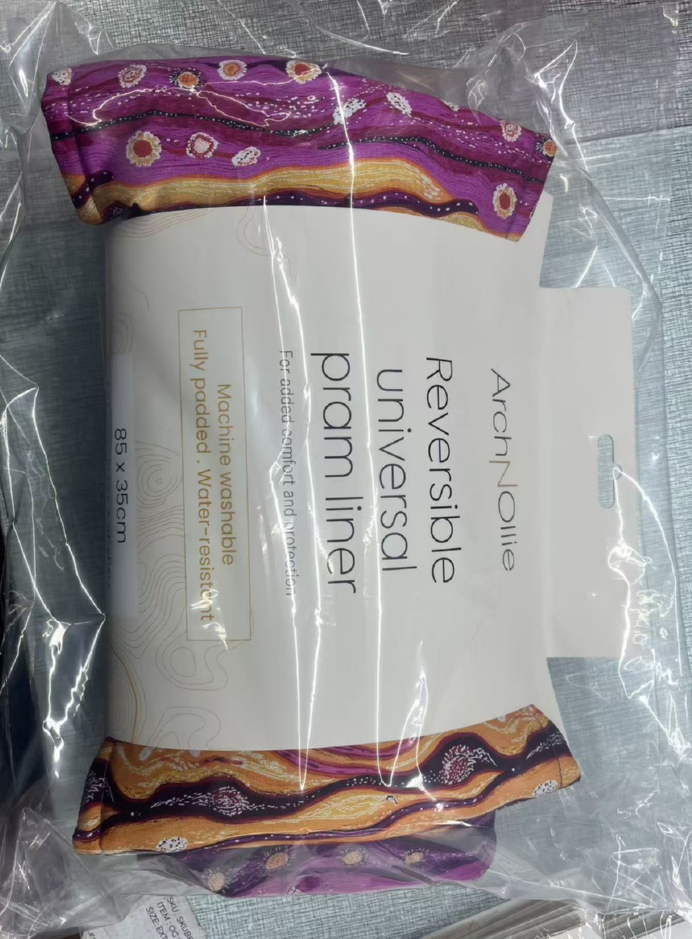 ArchNOllie
Reversible
universal
pram liner
For added comfort and protection
Machine washable
Fully padded . Water-resistant
85 x 35cm